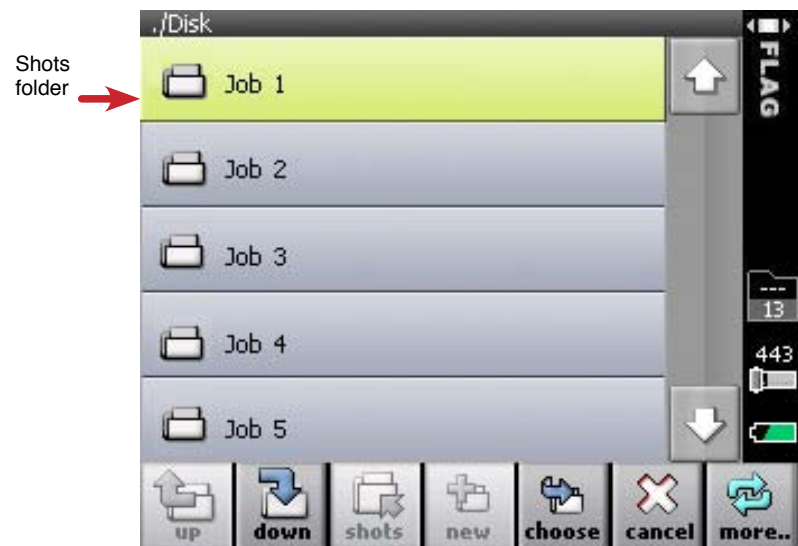 ./Disk
Shots
folder
Job 1
Job 2
Job 3
Job 4
Job 5
FLAG
---
13
443
up
down
shots
new
choose
cancel
more..